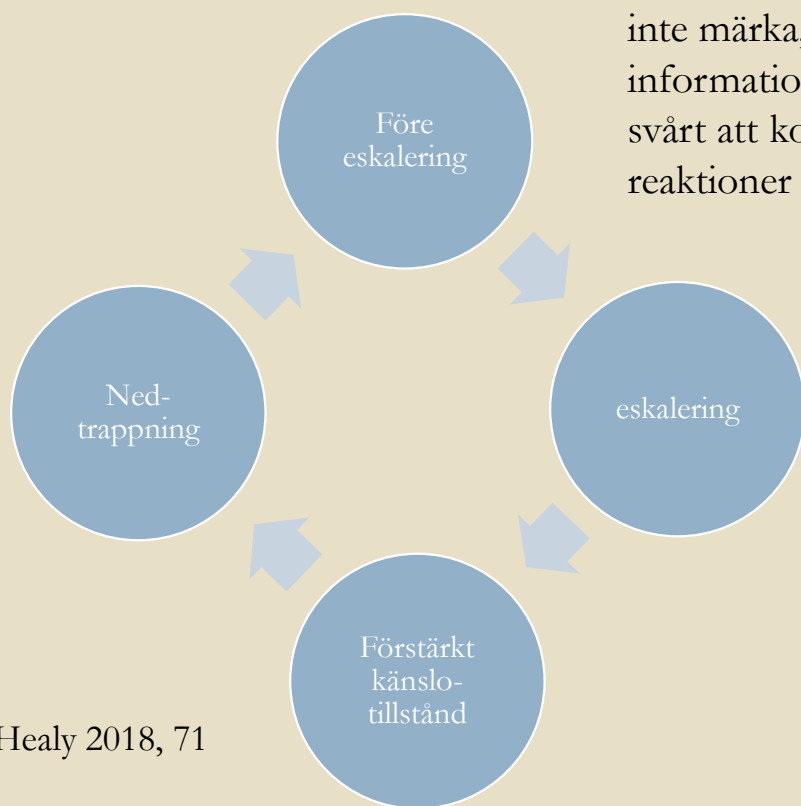 inte märka,
informatio
svårt att ko
reaktioner
Före
eskalering
eskalering
Förstärkt
känslo-
tillstånd
Ned-
trappning
Healy 2018, 71